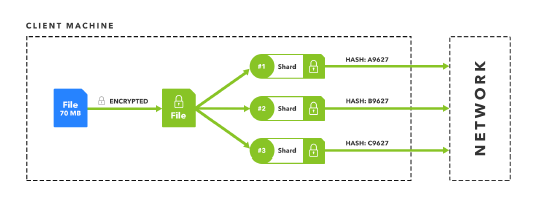 CLIENT MACHINE
File
70 MB
ENCRYPTED
File
#1 Shard
HASH: A9627
#2 Shard
HASH: B9627
#3 Shard
HASH: C9627
NETWORK